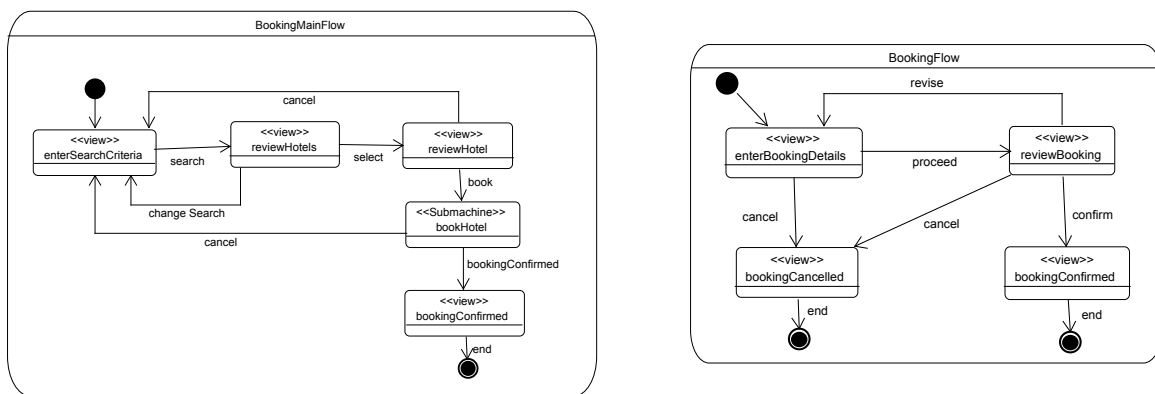 BookingMainFlow
cancel
<<view>>
enterSearchCriteria
search
<<view>>
reviewHotels
select
<<view>>
reviewHotel
change Search
book
<<Submachine>>
bookHotel
cancel
bookingConfirmed
<<view>>
bookingConfirmed
end
BookingFlow
revise
<<view>>
enterBookingDetails
proceed
<<view>>
reviewBooking
cancel
cancel
confirm
<<view>>
bookingCancelled
<<view>>
bookingConfirmed
end
end